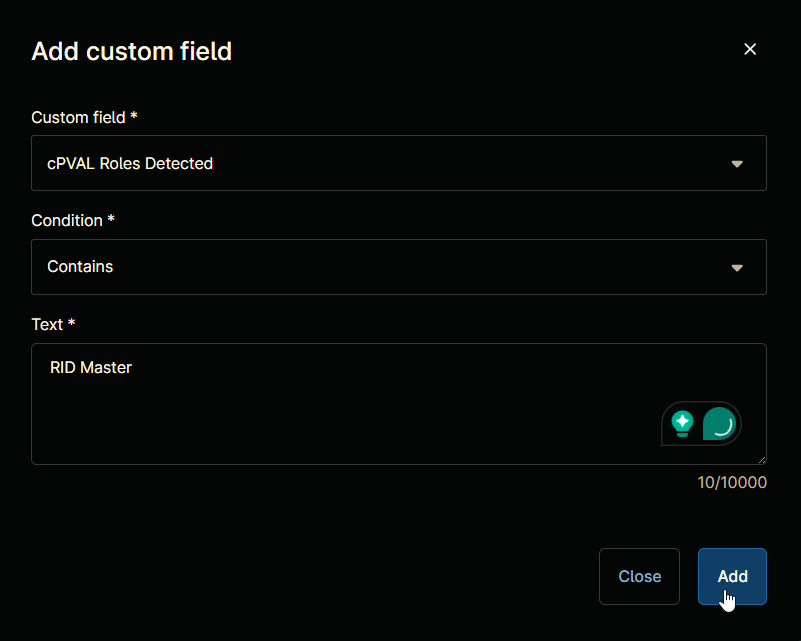 Add custom field
Custom field *
cPVAL Roles Detected
Condition *
Contains
Text *
RID Master
10/10000
Close
Add